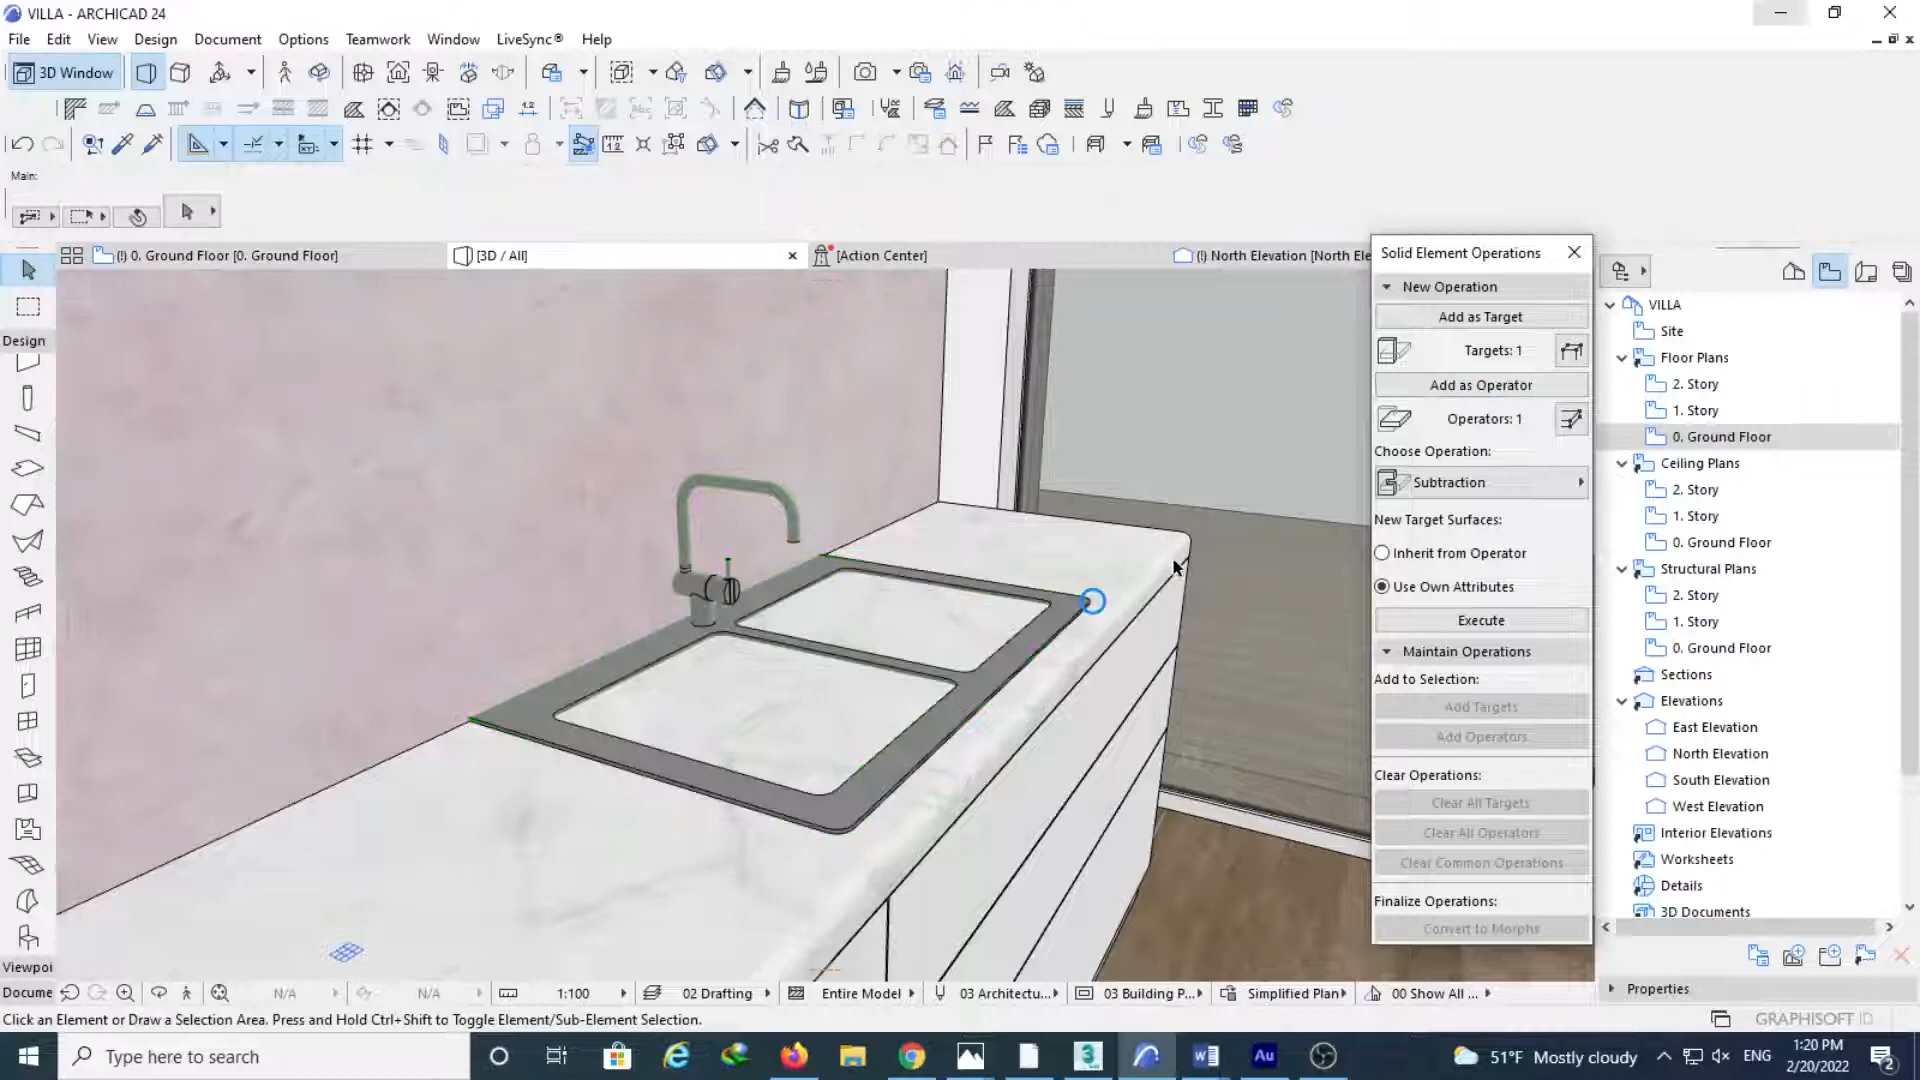 VILLA - ARCHICAD 24
File Edit View Design Document Options Teamwork Window LiveSync® Help
3D Window
Main:
(!) 0. Ground Floor [0. Ground Floor]
[3D / All]
[Action Center]
(!) North Elevation [North Ele
Design
Viewpoi
Docume
Solid Element Operations
New Operation
Add as Target
Targets: 1
Add as Operator
Operators: 1
Choose Operation:
Subtraction
New Target Surfaces:
Inherit from Operator
Use Own Attributes
Execute
Maintain Operations
Add to Selection:
Add Targets
Add Operators
Clear Operations:
Clear All Targets
Clear All Operators
Clear Common Operations
Finalize Operations:
Convert to Morphs
VILLA
Site
Floor Plans
2. Story
1. Story
0. Ground Floor
Ceiling Plans
2. Story
1. Story
0. Ground Floor
Structural Plans
2. Story
1. Story
0. Ground Floor
Sections
Elevations
East Elevation
North Elevation
South Elevation
West Elevation
Interior Elevations
Worksheets
Details
3D Documents
Properties
N/A N/A 1:100 02 Drafting Entire Model 03 Architectu... 03 Building P... Simplified Plan 00 Show All ...
Click an Element or Draw a Selection Area. Press and Hold Ctrl+Shift to Toggle Element/Sub-Element Selection.
GRAPHISOFT ID
Type here to search
51°F Mostly cloudy
ENG
1:20 PM
2/20/2022
2